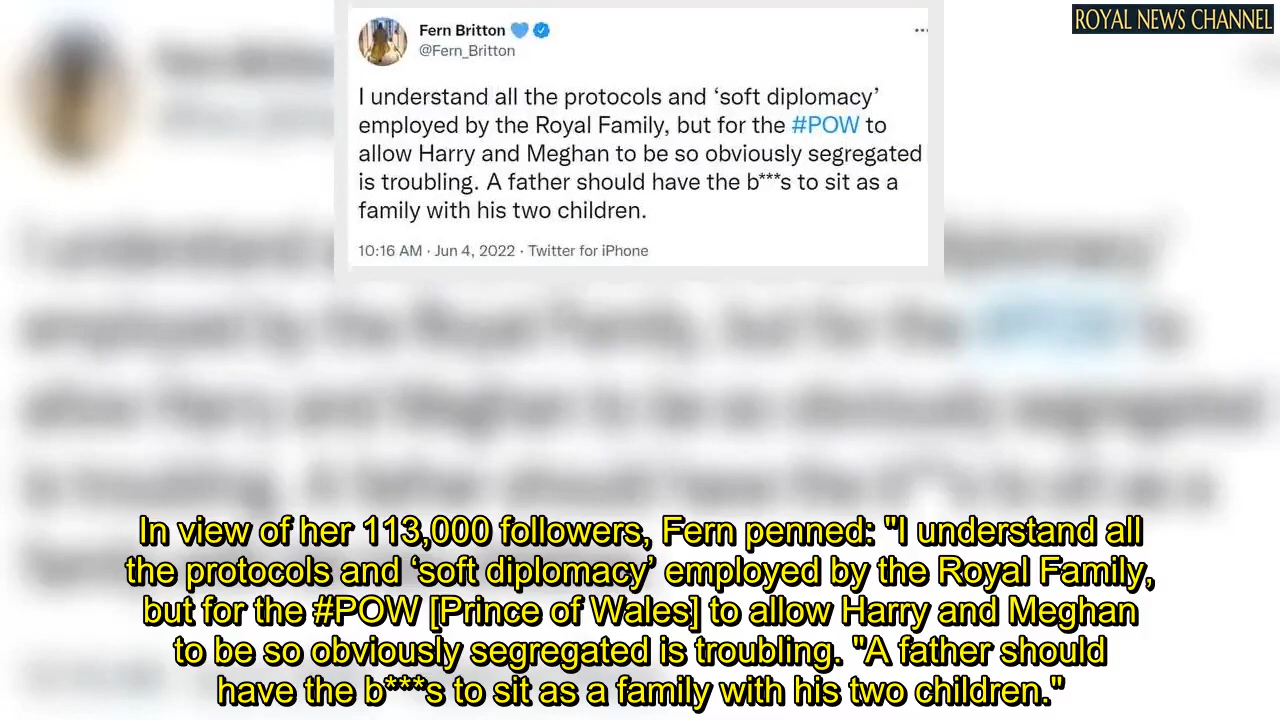 ROYAL NEWS CHANNEL
Fern Britton 💙
@Fern_Britton
I understand all the protocols and ‘soft diplomacy’
employed by the Royal Family, but for the #POW to
allow Harry and Meghan to be so obviously segregated
is troubling. A father should have the b***s to sit as a
family with his two children.
10:16 AM · Jun 4, 2022 · Twitter for iPhone
In view of her 113,000 followers, Fern penned: "I understand all
the protocols and ‘soft diplomacy’ employed by the Royal Family,
but for the #POW [Prince of Wales] to allow Harry and Meghan
to be so obviously segregated is troubling. "A father should
have the b***s to sit as a family with his two children."